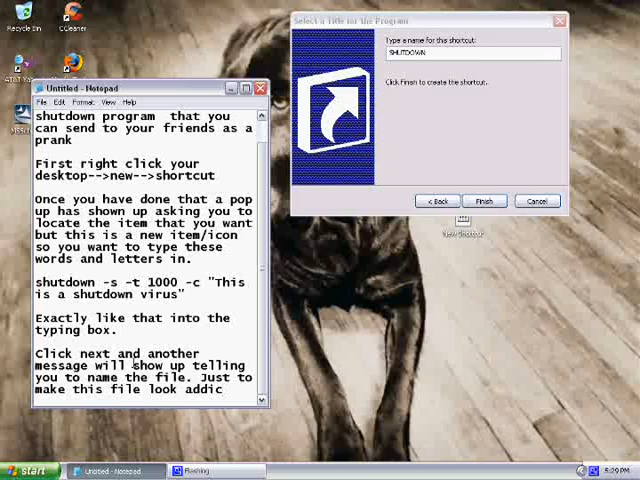 Recycle Bin
CCleaner
Select a Title for the Program
Type a name for this shortcut:
SHUTDOWN
Click Finish to create the shortcut.
< Back
Finish
Cancel
New Shortcut
Untitled - Notepad
File Edit Format View Help
shutdown program that you
can send to your friends as a
prank
First right click your
desktop-->new-->shortcut
Once you have done that a pop
up has shown up asking you to
locate the item that you want
but this is a new item/icon
so you want to type these
words and letters in.
shutdown -s -t 1000 -c "This
is a shutdown virus"
Exactly like that into the
typing box.
Click next and another
message will show up telling
you to name the file. Just to
make this file look addic
start
Untitled - Notepad
Flashing
5:29 PM